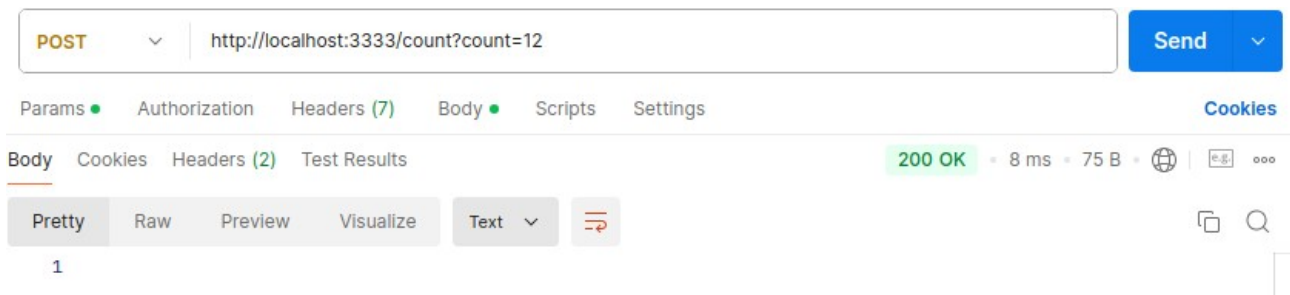 POST http://localhost:3333/count?count=12 Send
Params Authorization Headers (7) Body Scripts Settings Cookies
Body Cookies Headers (2) Test Results 200 OK 8 ms 75 B e.g.
Pretty Raw Preview Visualize Text
1